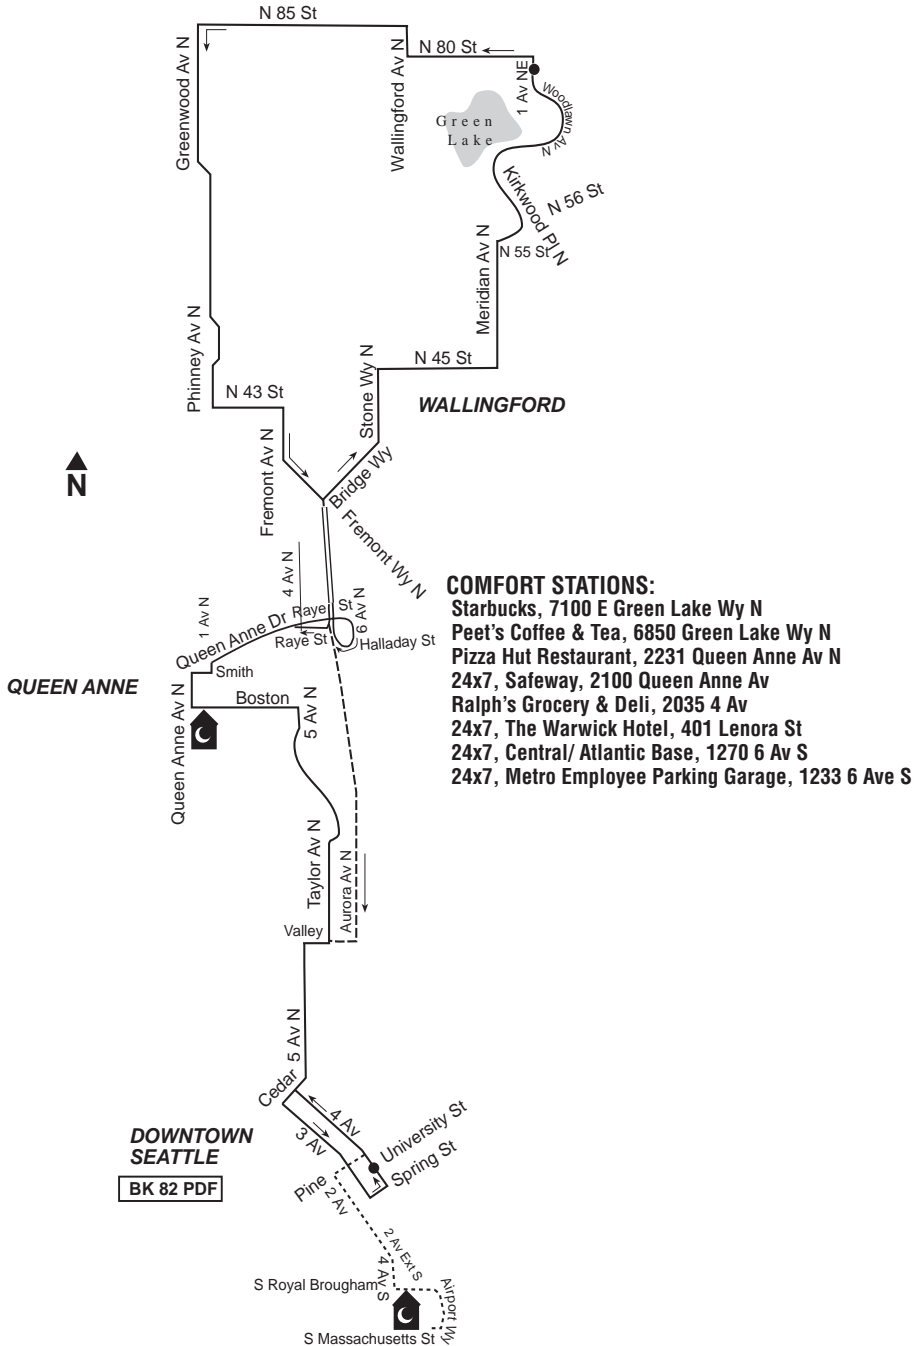 N 85 St
N 80 St
Greenwood Av N
Wallingford Av N
1 Av NE
Woodlawn Av N
Green
Lake
Kirkwood Pl N
N 56 St
N 55 St
Meridian Av N
Phinney Av N
N 43 St
Stone Wy N
N 45 St
WALLINGFORD
Fremont Av N
Bridge Wy
N
Fremont Wy N
4 Av N
1 Av N
Queen Anne Dr
Raye St
6 Av N
Raye St
Halladay St
Smith
QUEEN ANNE
Queen Anne Av N
Boston
5 Av N
COMFORT STATIONS:
Starbucks, 7100 E Green Lake Wy N
Peet's Coffee & Tea, 6850 Green Lake Wy N
Pizza Hut Restaurant, 2231 Queen Anne Av N
24x7, Safeway, 2100 Queen Anne Av
Ralph's Grocery & Deli, 2035 4 Av
24x7, The Warwick Hotel, 401 Lenora St
24x7, Central/ Atlantic Base, 1270 6 Av S
24x7, Metro Employee Parking Garage, 1233 6 Ave S
Taylor Av N
Aurora Av N
Valley
5 Av N
Cedar
4 Av
3 Av
University St
Spring St
DOWNTOWN
SEATTLE
BK 82 PDF
Pine
2 Av
2 Av Ext S
4 Av S
S Royal Brougham
Airport Wy
S Massachusetts St